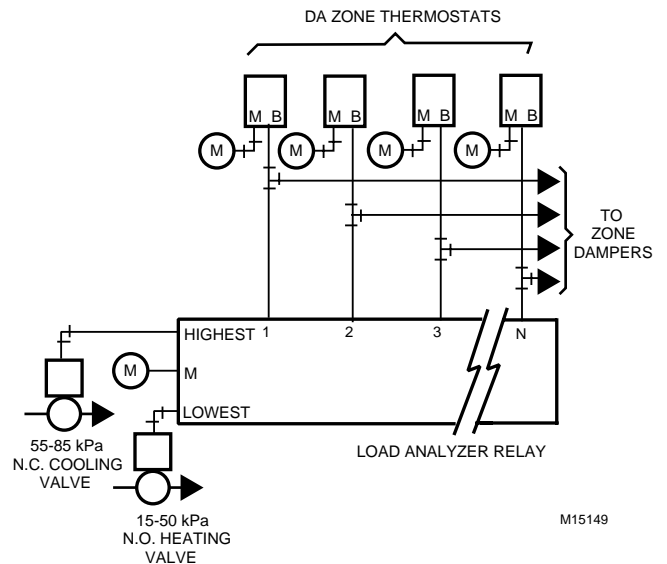 DA ZONE THERMOSTATS
M B
M B
M B
M B
M
M
M
M
TO
ZONE
DAMPERS
HIGHEST
1
2
3
N
M
M
LOWEST
LOAD ANALYZER RELAY
55-85 kPa
N.C. COOLING
VALVE
15-50 kPa
N.O. HEATING
VALVE
M15149